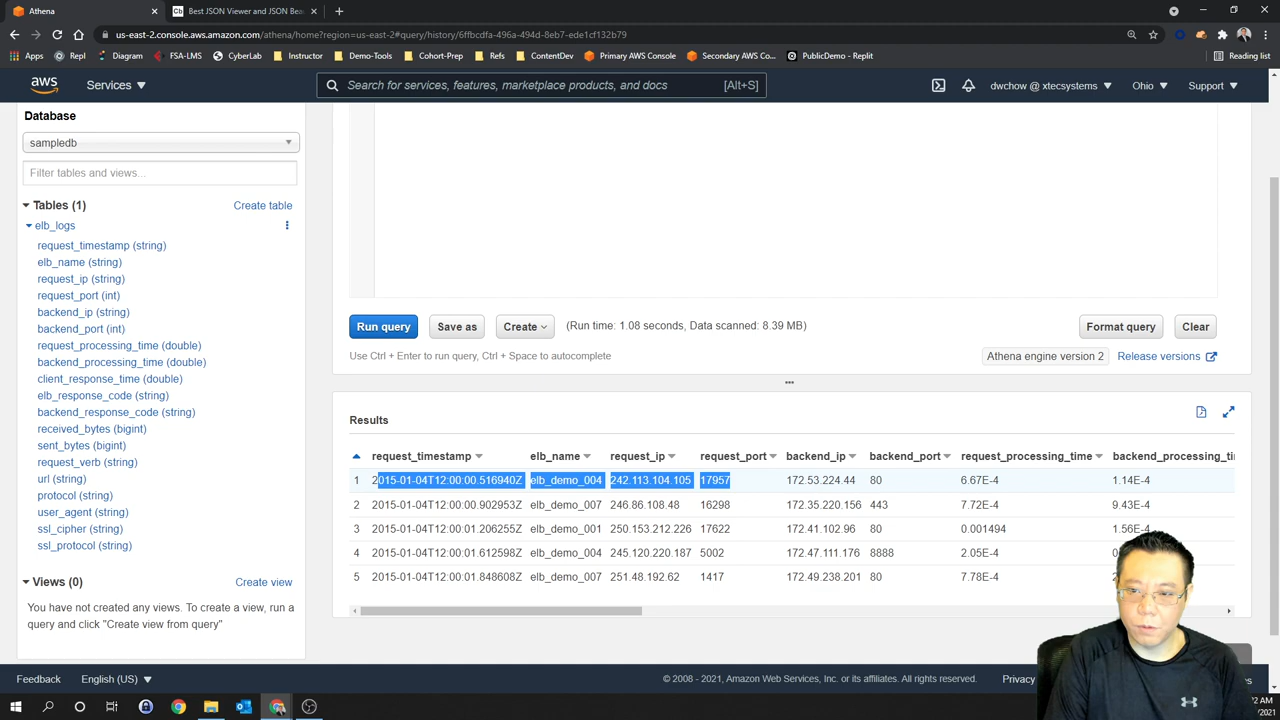 Athena
Best JSON Viewer and JSON Bea
us-east-2.console.aws.amazon.com/athena/home?region=us-east-2#query/history/6ffbcdfa-496a-494d-8eb7-ede1cf132b79
Apps
Repl
Diagram
FSA-LMS
CyberLab
Instructor
Demo-Tools
Cohort-Prep
Refs
ContentDev
Primary AWS Console
Secondary AWS Co...
PublicDemo - Replit
Reading list
aws
Services
Search for services, features, marketplace products, and docs
[Alt+S]
dwchow @ xtecsystems
Ohio
Support
Database
sampledb
Filter tables and views...
Tables (1)
Create table
elb_logs
request_timestamp (string)
elb_name (string)
request_ip (string)
request_port (int)
backend_ip (string)
backend_port (int)
request_processing_time (double)
backend_processing_time (double)
client_response_time (double)
elb_response_code (string)
backend_response_code (string)
received_bytes (bigint)
sent_bytes (bigint)
request_verb (string)
url (string)
protocol (string)
user_agent (string)
ssl_cipher (string)
ssl_protocol (string)
Views (0)
Create view
You have not created any views. To create a view, run a
query and click "Create view from query"
Run query
Save as
Create
(Run time: 1.08 seconds, Data scanned: 8.39 MB)
Format query
Clear
Use Ctrl + Enter to run query, Ctrl + Space to autocomplete
Athena engine version 2
Release versions
Results
request_timestamp elb_name request_ip request_port backend_ip backend_port request_processing_time backend_processing_ti
1 2015-01-04T12:00:00.516940Z elb_demo_004 242.113.104.105 17957 172.53.224.44 80 6.67E-4 1.14E-4
2 2015-01-04T12:00:00.902953Z elb_demo_007 246.86.108.48 16298 172.35.220.156 443 7.72E-4 9.43E-4
3 2015-01-04T12:00:01.206255Z elb_demo_001 250.153.212.226 17622 172.41.102.96 80 0.001494 1.56E-4
4 2015-01-04T12:00:01.612598Z elb_demo_004 245.120.220.187 5002 172.47.111.176 8888 2.05E-4
5 2015-01-04T12:00:01.848608Z elb_demo_007 251.48.192.62 1417 172.49.238.201 80 7.78E-4
Feedback
English (US)
© 2008 - 2021, Amazon Web Services, Inc. or its affiliates. All rights reserved.
Privacy